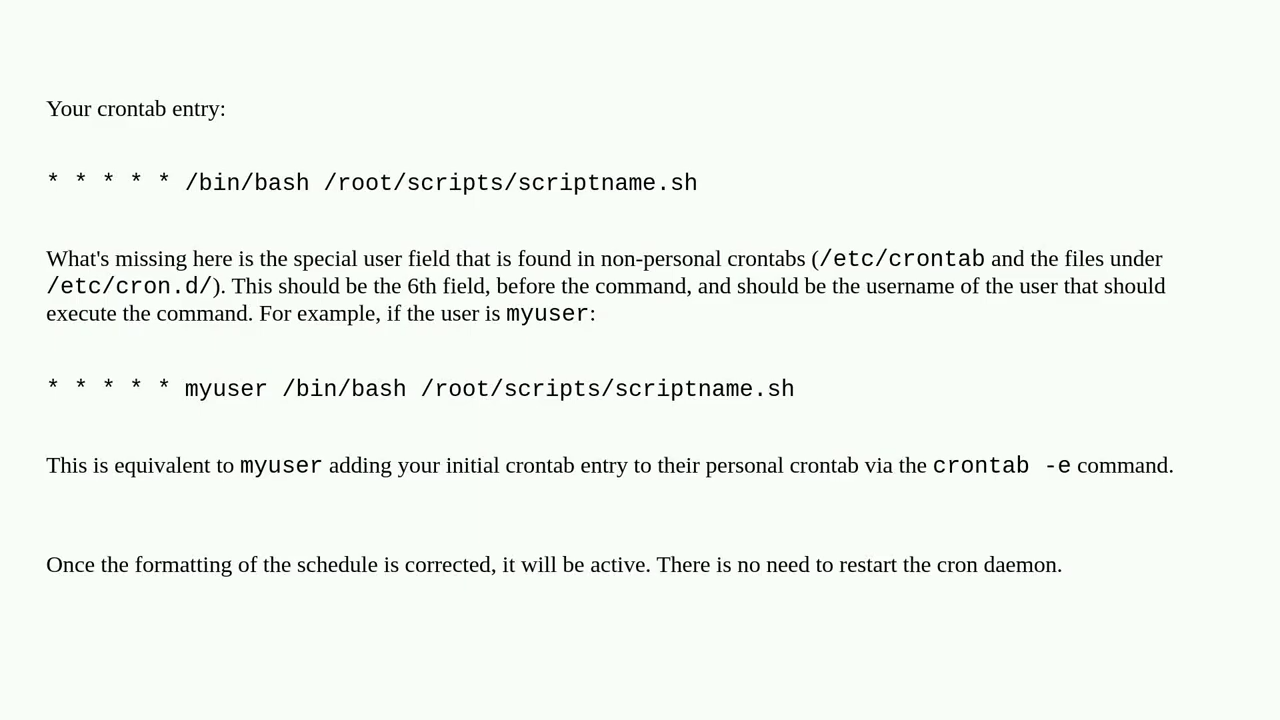 Your crontab entry:
* * * * * /bin/bash /root/scripts/scriptname.sh
What's missing here is the special user field that is found in non-personal crontabs (/etc/crontab and the files under
/etc/cron.d/). This should be the 6th field, before the command, and should be the username of the user that should
execute the command. For example, if the user is myuser:
* * * * * myuser /bin/bash /root/scripts/scriptname.sh
This is equivalent to myuser adding your initial crontab entry to their personal crontab via the crontab -e command.
Once the formatting of the schedule is corrected, it will be active. There is no need to restart the cron daemon.